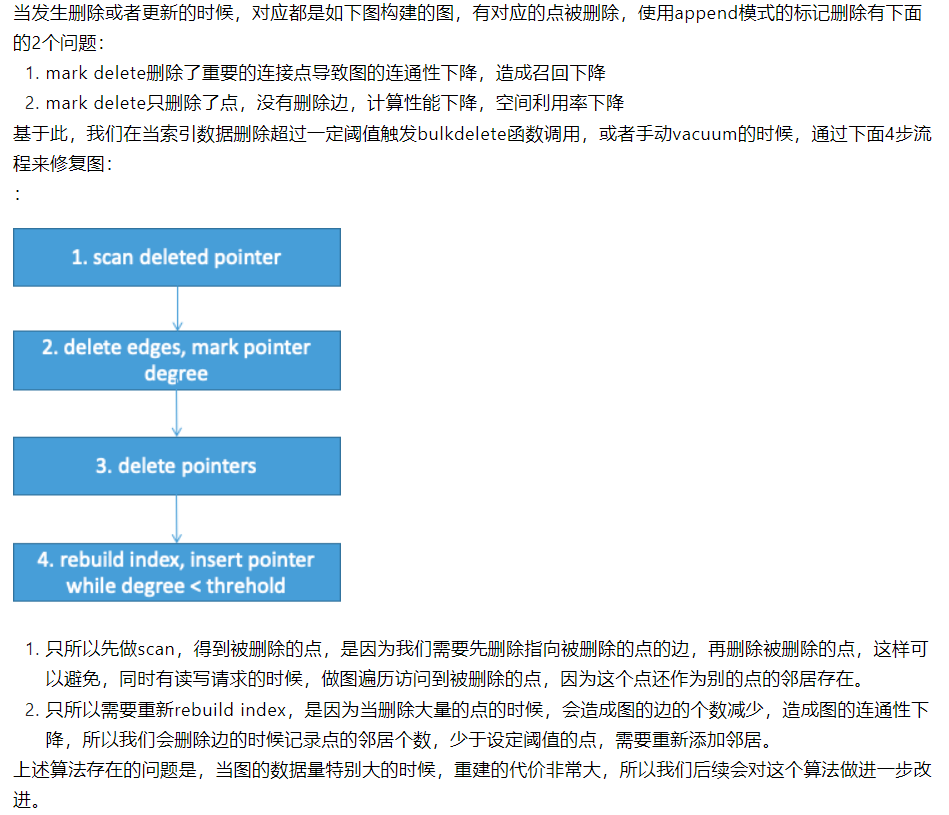 当发生删除或者更新的时候，对应都是如下图构建的图，有对应的点被删除，使用append模式的标记删除有下面
的2个问题：
1. mark delete删除了重要的连接点导致图的连通性下降，造成召回下降
2. mark delete只删除了点，没有删除边，计算性能下降，空间利用率下降
基于此，我们在当索引数据删除超过一定阈值触发bulkdelete函数调用，或者手动vacuum的时候，通过下面4步流
程来修复图：
：
1. scan deleted pointer
2. delete edges, mark pointer
degree
3. delete pointers
4. rebuild index, insert pointer
while degree < threhold
1. 只所以先做scan，得到被删除的点，是因为我们需要先删除指向被删除的点的边，再删除被删除的点，这样可
以避免，同时有读写请求的时候，做图遍历访问到被删除的点，因为这个点还作为别的点的邻居存在。
2. 只所以需要重新rebuild index，是因为当删除大量的点的时候，会造成图的边的个数减少，造成图的连通性下
降，所以我们会删除边的时候记录点的邻居个数，少于设定阈值的点，需要重新添加邻居。
上述算法存在的问题是，当图的数据量特别大的时候，重建的代价非常大，所以我们后续会对这个算法做进一步改
进。